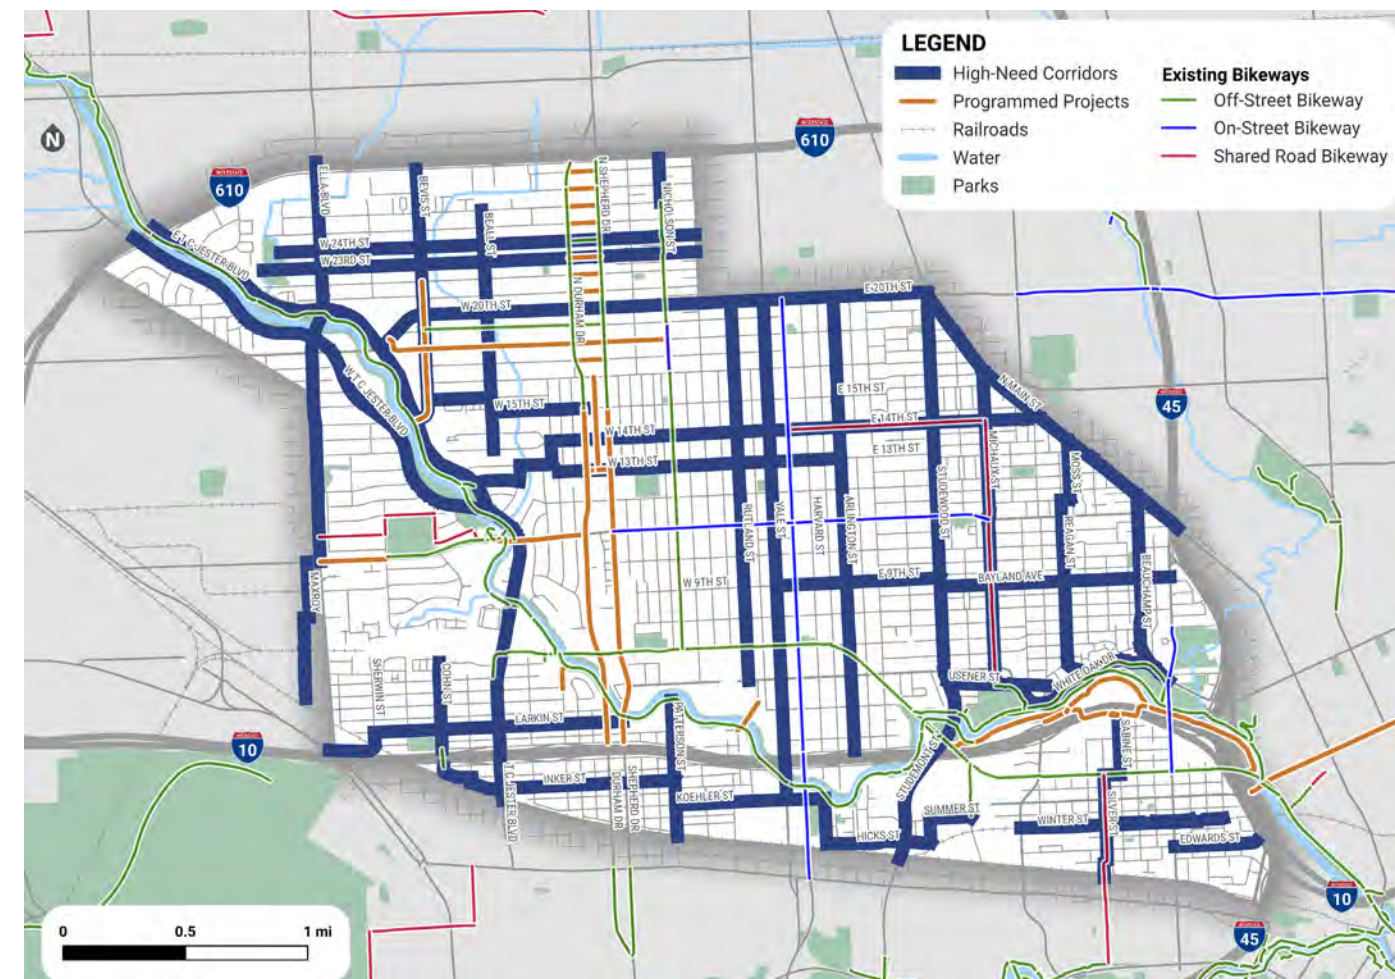 LEGEND
High-Need Corridors
Programmed Projects
Railroads
Water
Parks
Existing Bikeways
Off-Street Bikeway
On-Street Bikeway
Shared Road Bikeway
N
INTERSTATE
610
INTERSTATE
610
ELLA BLVD
BEVIS ST
BEALL ST
N SHEPHERD DR
NICHOLSON ST
E T C JESTER BLVD
W 24TH ST
W 23RD ST
W 20TH ST
N DURHAM DR
E 20TH ST
W T C JESTER BLVD
W 15TH ST
E 15TH ST
N MAIN ST
45
W 14TH ST
E 14TH ST
W 13TH ST
E 13TH ST
MICHAUX ST
MOSS ST
STUDEWOOD ST
RUTLAND ST
YALE ST
HARVARD ST
ARLINGTON ST
REAGAN ST
MAXROY
W 9TH ST
E 9TH ST
BAYLAND AVE
BEAUCHAMP ST
SHERWIN ST
COHN ST
USENER ST
WHITE OAK DR
LARKIN ST
PATTERSON ST
SABINE ST
10
STUDEMONT ST
T C JESTER BLVD
INKER ST
DURHAM DR
SHEPHERD DR
KOEHLER ST
SUMMER ST
SILVER ST
WINTER ST
HICKS ST
EDWARDS ST
10
45
0 0.5 1 mi